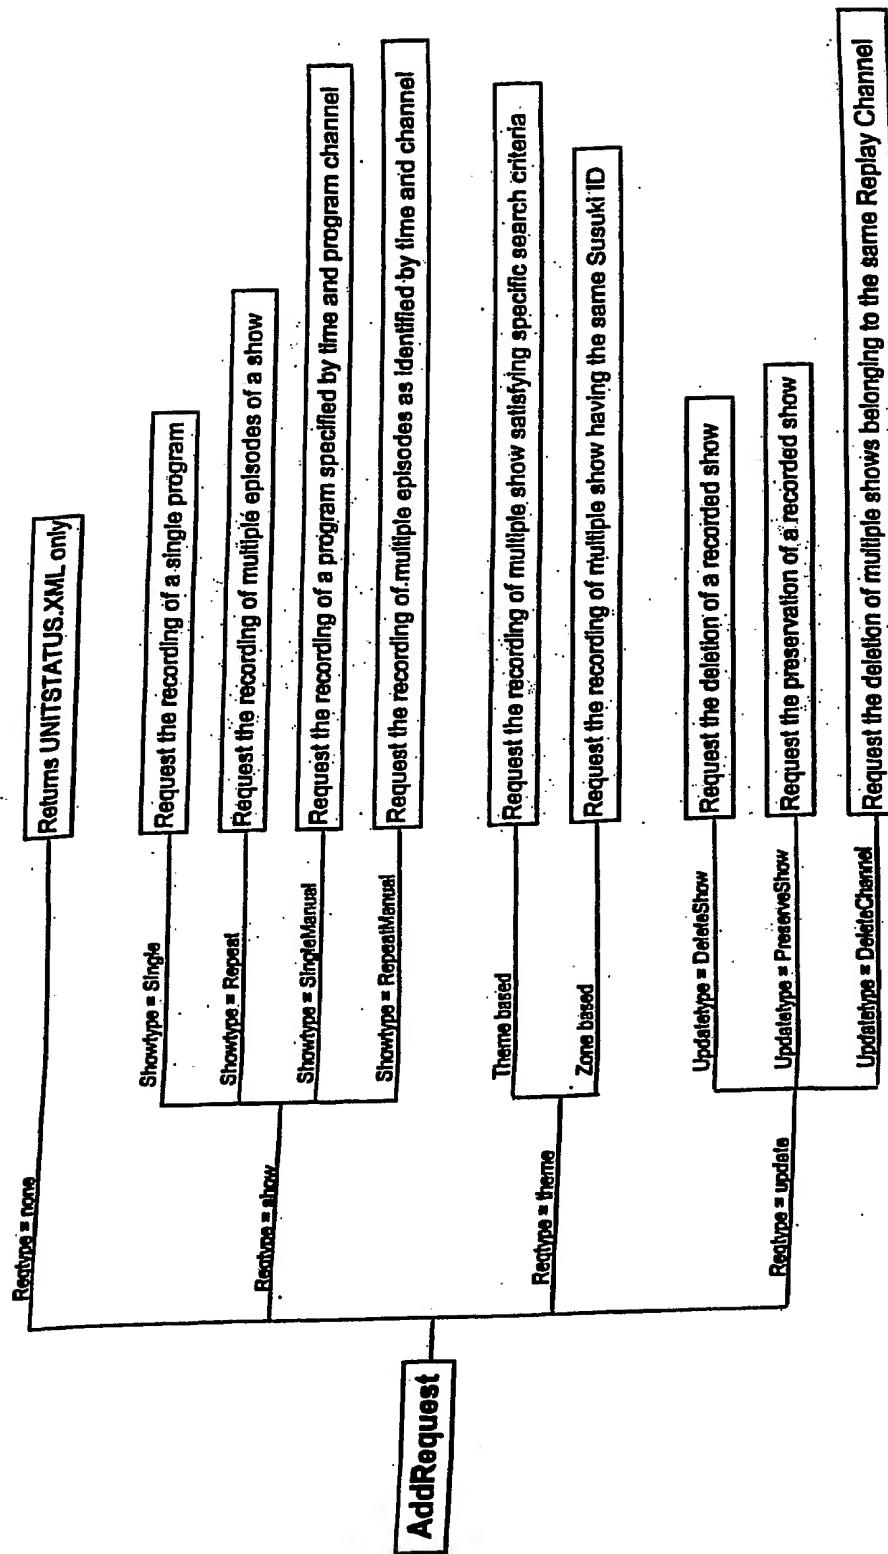 AddRequest
Reqtype = none
Returns UNITSTATUS.XML only
Reqtype = show
Showtype = Single
Request the recording of a single program
Showtype = Repeat
Request the recording of multiple episodes of a show
Showtype = SingleManual
Request the recording of a program specified by time and program channel
Showtype = RepeatManual
Request the recording of multiple episodes as identified by time and channel
Reqtype = theme
Theme based
Request the recording of multiple show satisfying specific search criteria
Zone based
Request the recording of multiple show having the same Susuki ID
Reqtype = update
Updatetype = DeleteShow
Request the deletion of a recorded show
Updatetype = PreserveShow
Request the preservation of a recorded show
Updatetype = DeleteChannel
Request the deletion of multiple shows belonging to the same Replay Channel